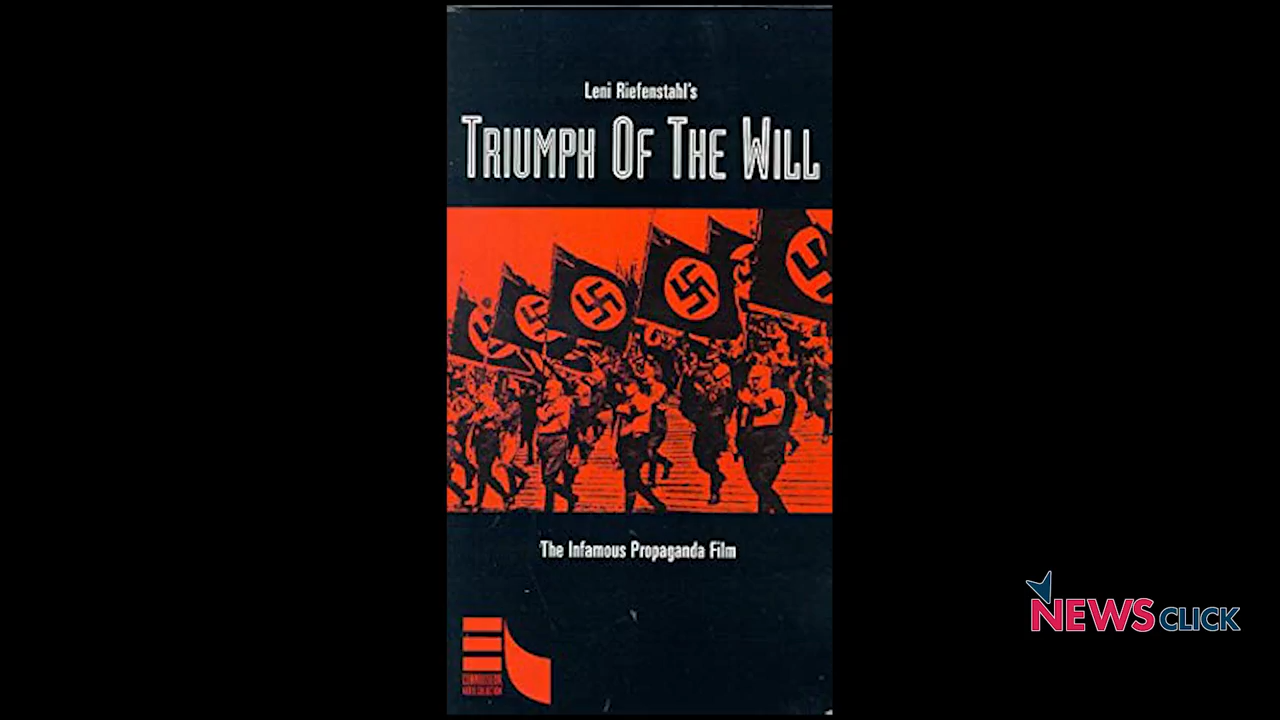 Leni Riefenstahl's
TRIUMPH OF THE WILL
The Infamous Propaganda Film
NEWSCLICK